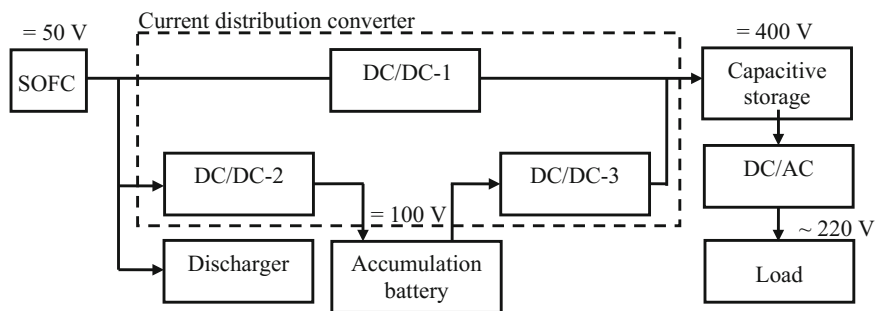 Current distribution converter
= 50 V
= 400 V
SOFC
DC/DC-1
Capacitive
storage
DC/DC-2
DC/DC-3
DC/AC
= 100 V
~ 220 V
Discharger
Accumulation
battery
Load